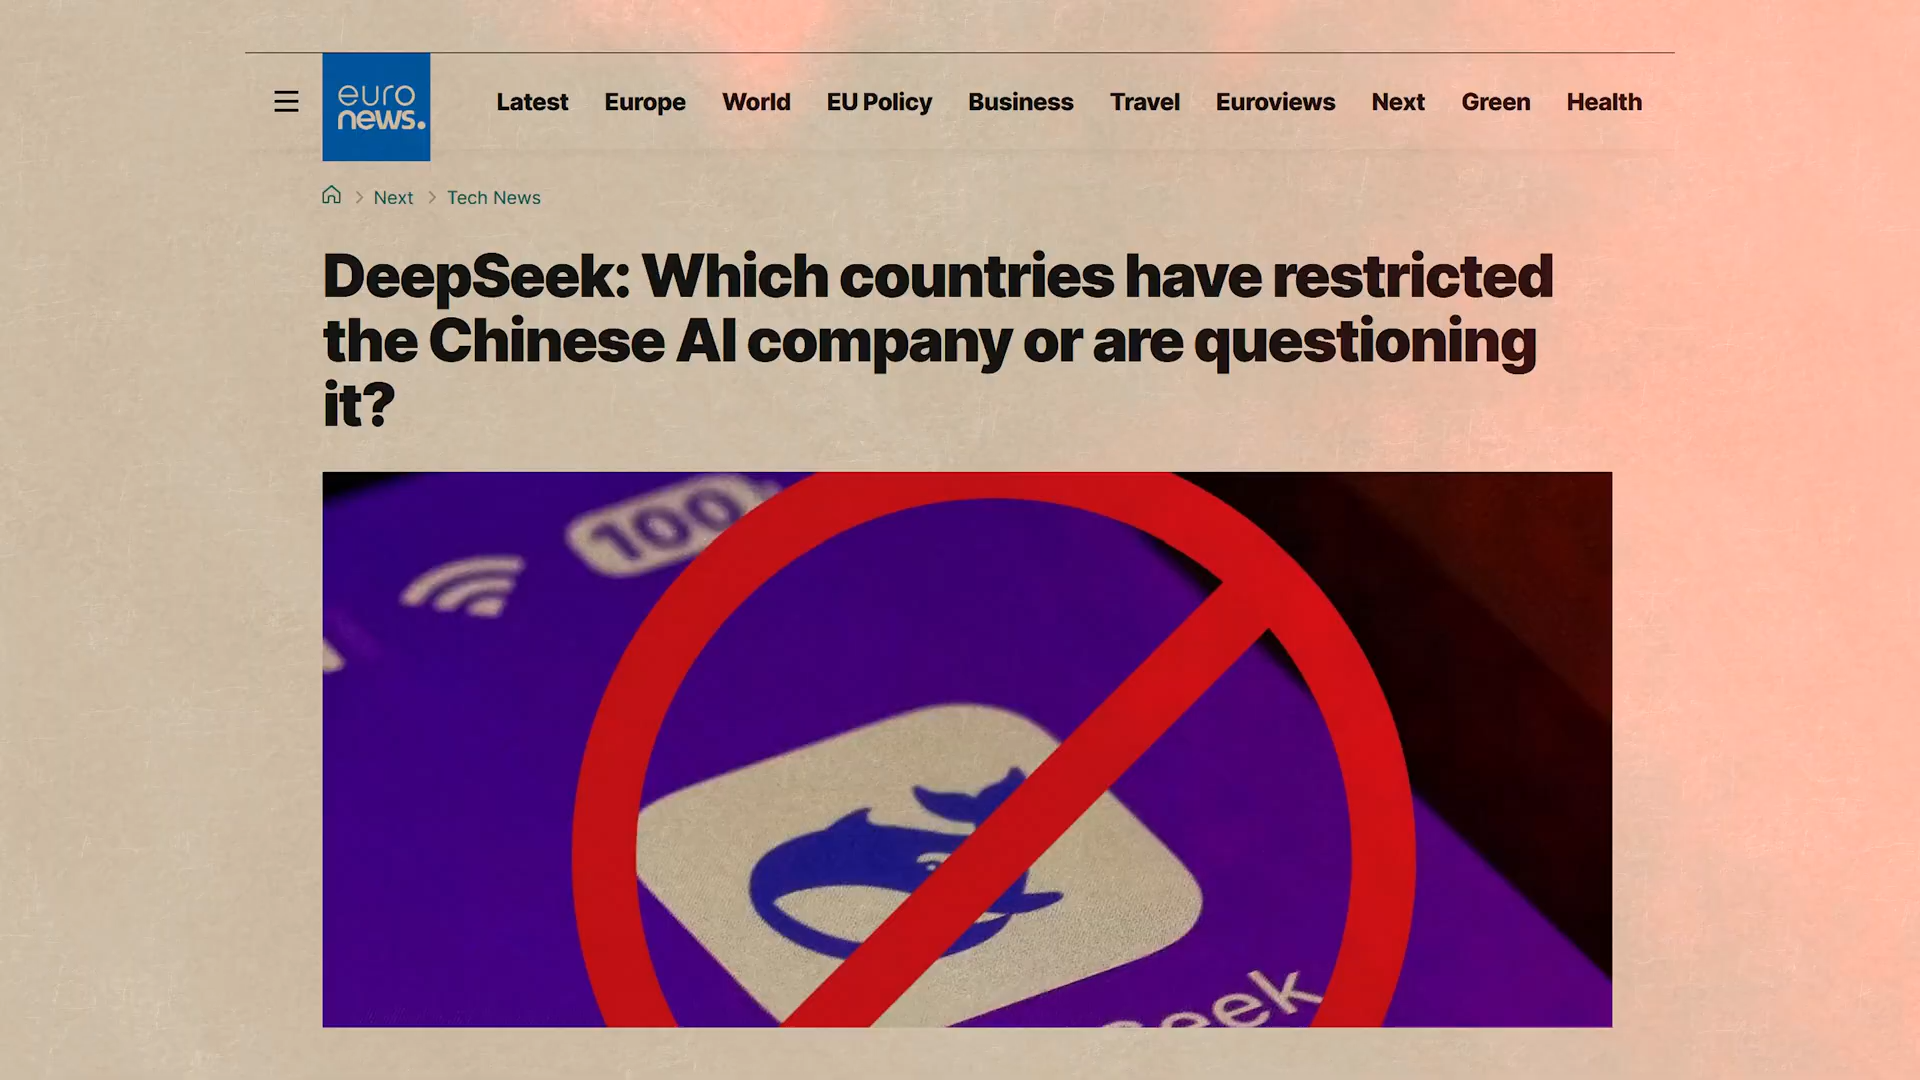 euro
news.
Latest Europe World EU Policy Business Travel Euroviews Next Green Health
Next Tech News
DeepSeek: Which countries have restricted
the Chinese AI company or are questioning
it?
100
seek